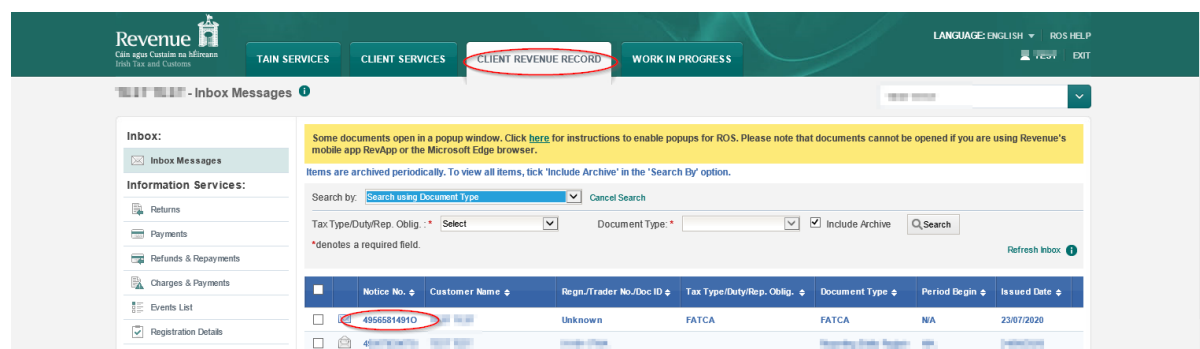 Revenue
Cáin agus Custaim na hÉireann
Irish Tax and Customs
TAIN SERVICES CLIENT SERVICES CLIENT REVENUE RECORD WORK IN PROGRESS
LANGUAGE: ENGLISH ROS HELP
EXIT
- Inbox Messages
Inbox:
Inbox Messages
Information Services:
Returns
Payments
Refunds & Repayments
Charges & Payments
Events List
Registration Details
Some documents open in a popup window. Click here for instructions to enable popups for ROS. Please note that documents cannot be opened if you are using Revenue's
mobile app RevApp or the Microsoft Edge browser.
Items are archived periodically. To view all items, tick 'Include Archive' in the 'Search By' option.
Search by: Search using Document Type Cancel Search
Tax Type/Duty/Rep. Oblig. : * Select Document Type: * Include Archive Search
*denotes a required field.
Refresh Inbox
Notice No. Customer Name Regn./Trader No./Doc ID Tax Type/Duty/Rep. Oblig. Document Type Period Begin Issued Date
4956581491O Unknown FATCA FATCA N/A 23/07/2020